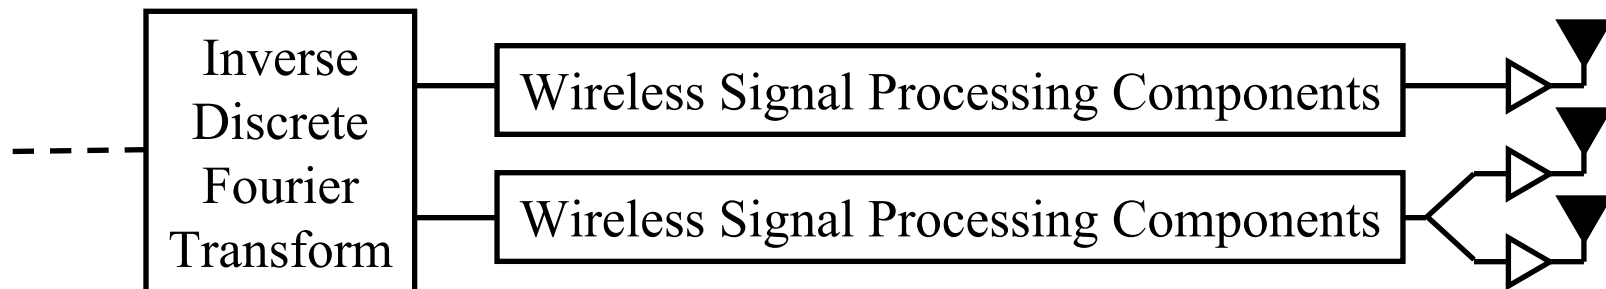 Inverse
Discrete
Fourier
Transform
Wireless Signal Processing Components
Wireless Signal Processing Components